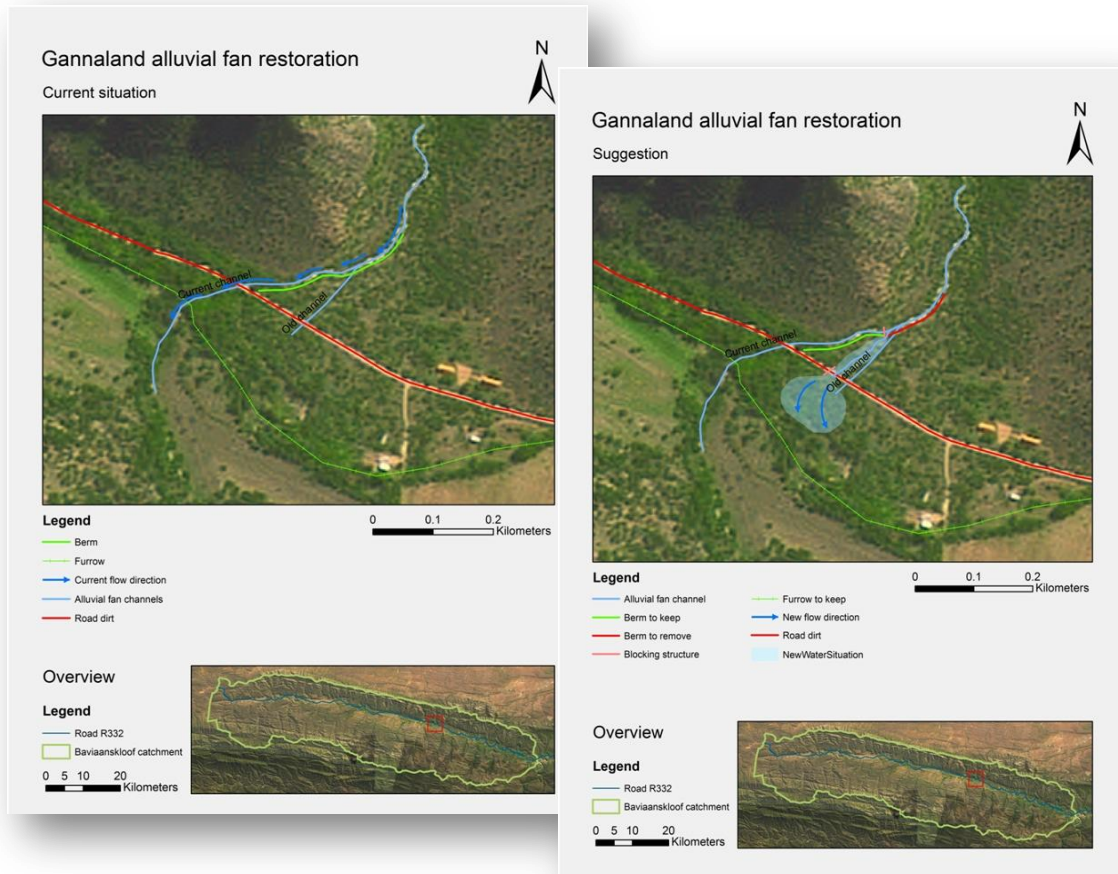 Gannaland alluvial fan restoration
Current situation
N
Current channel
Old channel
Legend
Berm
Furrow
Current flow direction
Alluvial fan channels
Road dirt
0 0.1 0.2
Kilometers
Overview
Legend
Road R332
Baviaanskloof catchment
0 5 10 20
Kilometers
Gannaland alluvial fan restoration
Suggestion
N
Current channel
Old channel
Legend
Alluvial fan channel
Berm to keep
Berm to remove
Blocking structure
Furrow to keep
New flow direction
Road dirt
NewWaterSituation
0 0.1 0.2
Kilometers
Overview
Legend
Road R332
Baviaanskloof catchment
0 5 10 20
Kilometers